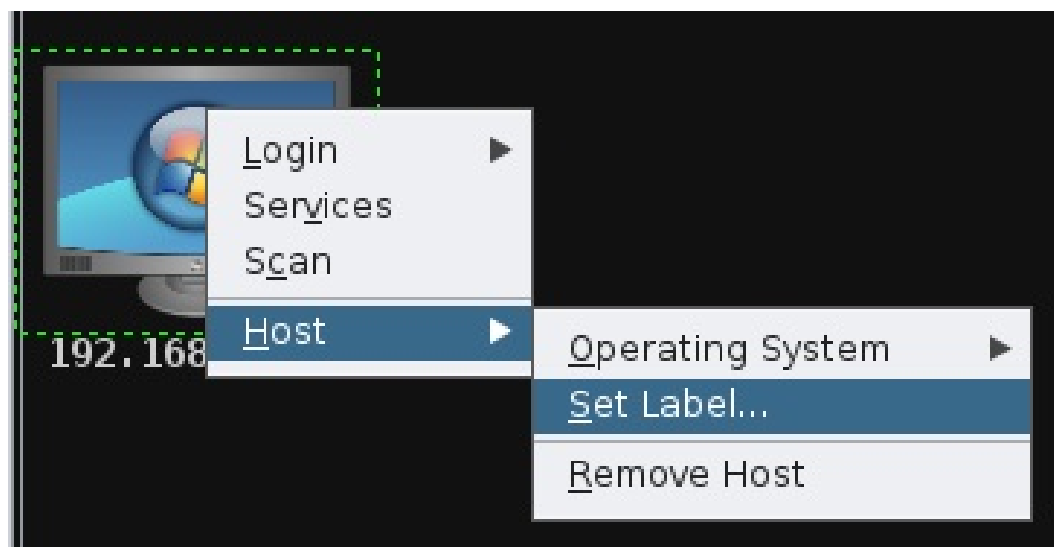 Login
Services
Scan
Host
192.168
Operating System
Set Label...
Remove Host